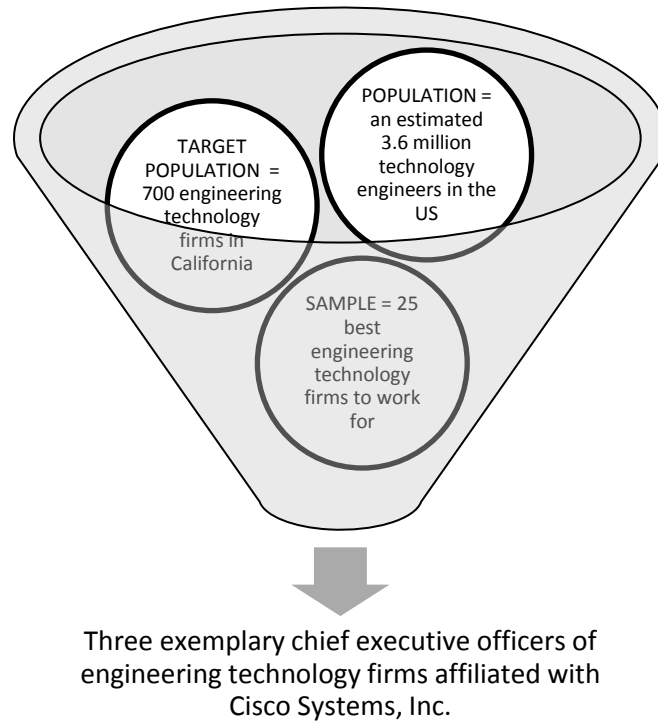 POPULATION =
an estimated
3.6 million
technology
engineers in the
US
TARGET
POPULATION =
700 engineering
technology
firms in
California
SAMPLE = 25
best
engineering
technology
firms to work
for
Three exemplary chief executive officers of
engineering technology firms affiliated with
Cisco Systems, Inc.